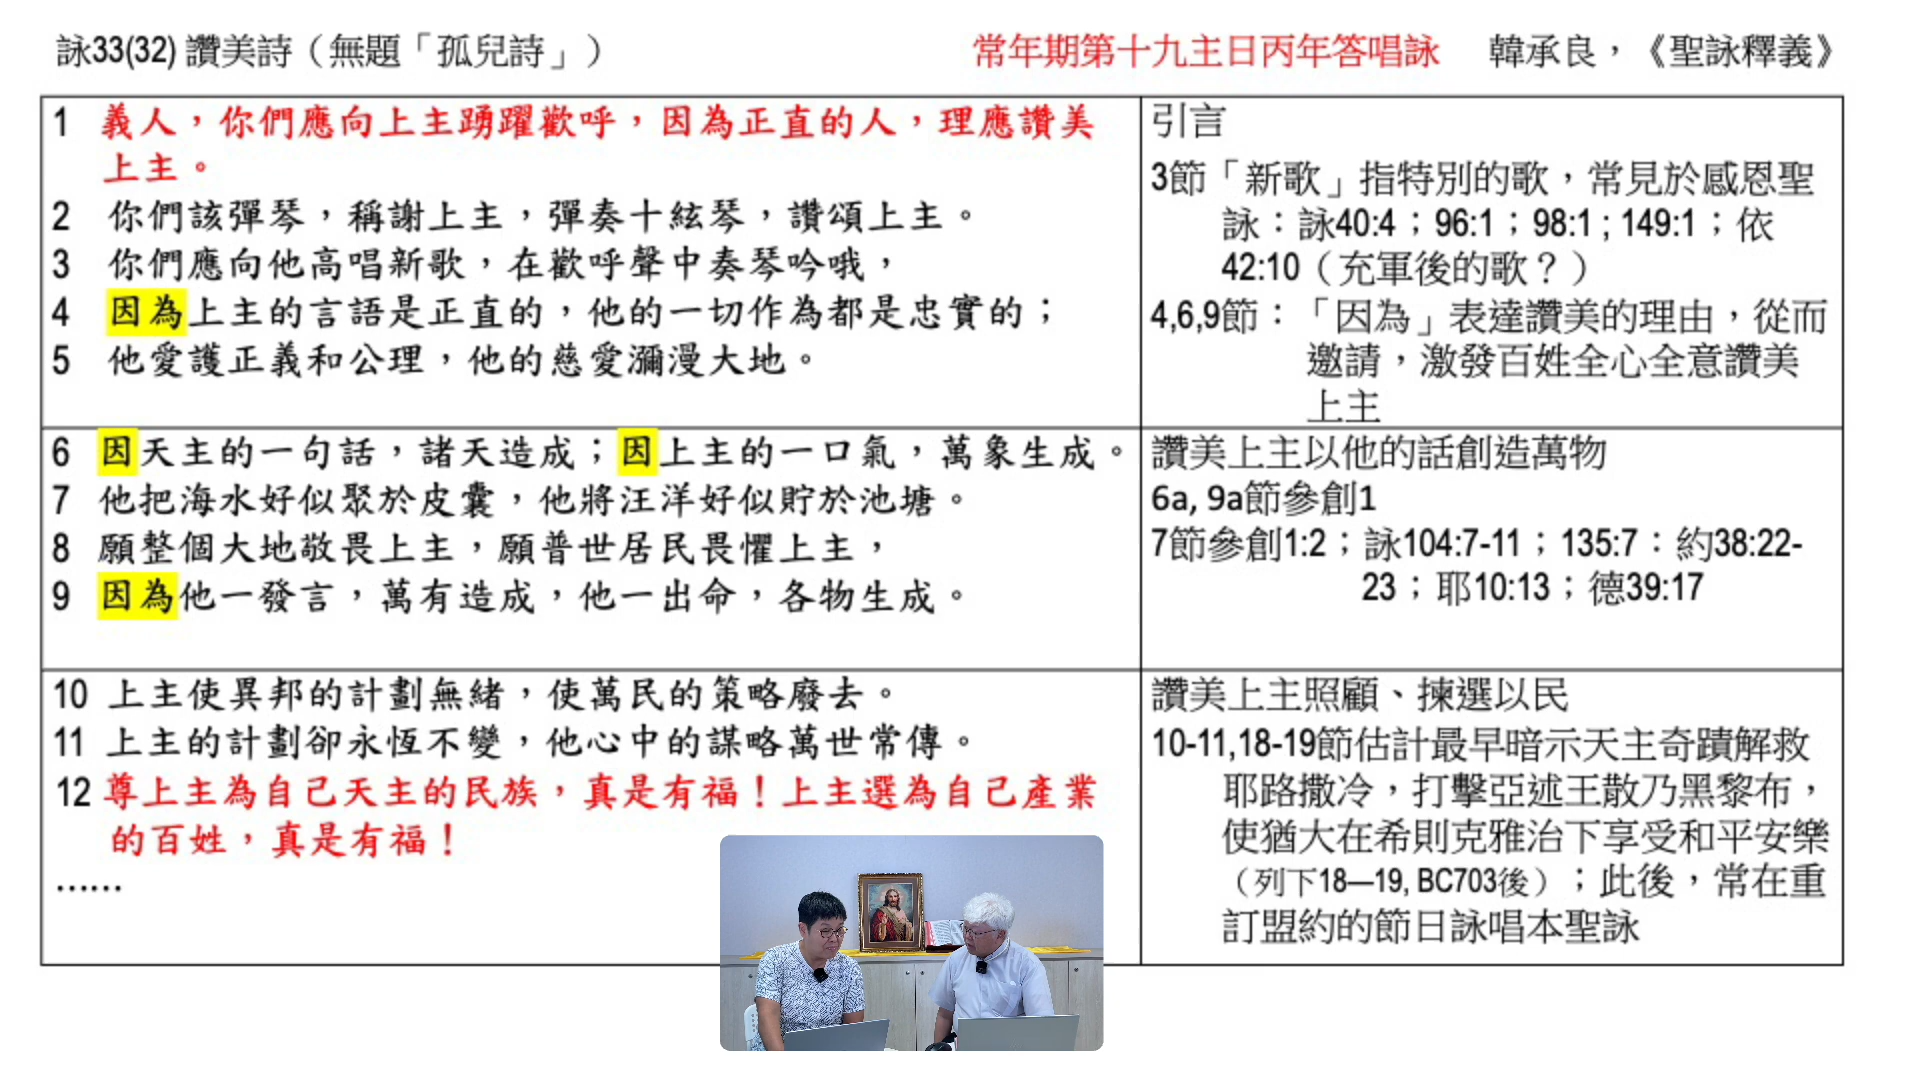 詠33(32) 讚美詩（無題「孤兒詩」）
常年期第十九主日丙年答唱詠
韓承良，《聖詠釋義》
1 義人，你們應向上主踴躍歡呼，因為正直的人，理應讚美
上主。
2 你們該彈琴，稱謝上主，彈奏十絃琴，讚頌上主。
3 你們應向他高唱新歌，在歡呼聲中奏琴吟哦，
4 因為上主的言語是正直的，他的一切作為都是忠實的；
5 他愛護正義和公理，他的慈愛瀰漫大地。
引言
3節「新歌」指特別的歌，常見於感恩聖
詠：詠40:4；96:1；98:1 ; 149:1；依
42:10（充軍後的歌？）
4,6,9節：「因為」表達讚美的理由，從而
邀請，激發百姓全心全意讚美
上主
6 因天主的一句話，諸天造成；因上主的一口氣，萬象生成。
7 他把海水好似聚於皮囊，他將汪洋好似貯於池塘。
8 願整個大地敬畏上主，願普世居民畏懼上主，
9 因為他一發言，萬有造成，他一出命，各物生成。
讚美上主以他的話創造萬物
6a, 9a節參創1
7節參創1:2；詠104:7-11；135:7：約38:22-
23；耶10:13；德39:17
10 上主使異邦的計劃無緒，使萬民的策略廢去。
11 上主的計劃卻永恆不變，他心中的謀略萬世常傳。
12 尊上主為自己天主的民族，真是有福！上主選為自己產業
的百姓，真是有福！
……
讚美上主照顧、揀選以民
10-11,18-19節估計最早暗示天主奇蹟解救
耶路撒冷，打擊亞述王散乃黑黎布，
使猶大在希則克雅治下享受和平安樂
（列下18—19, BC703後）；此後，常在重
訂盟約的節日詠唱本聖詠